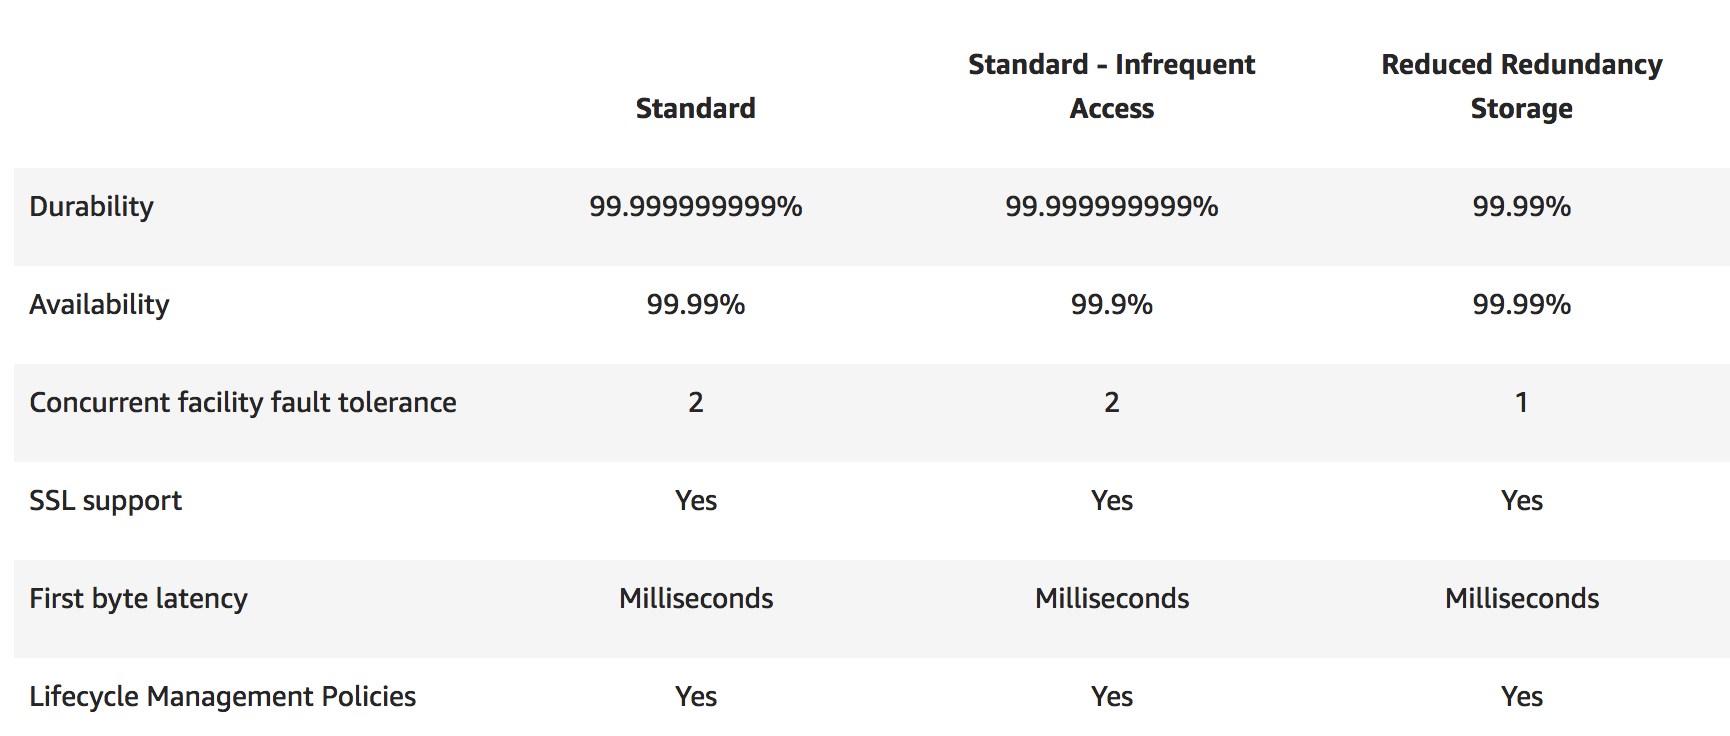 Standard
Standard - Infrequent
Access
Reduced Redundancy
Storage
Durability 99.999999999% 99.999999999% 99.99%
Availability 99.99% 99.9% 99.99%
Concurrent facility fault tolerance 2 2 1
SSL support Yes Yes Yes
First byte latency Milliseconds Milliseconds Milliseconds
Lifecycle Management Policies Yes Yes Yes